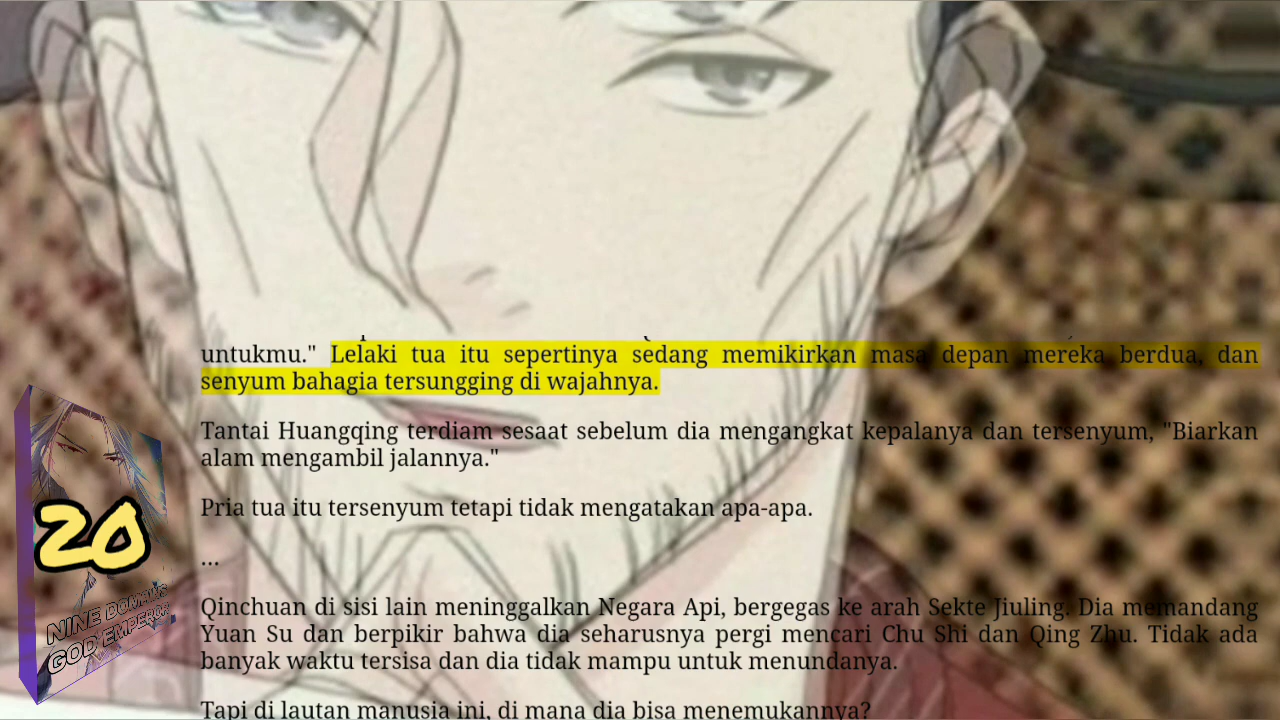 untukmu." Lelaki tua itu sepertinya sedang memikirkan masa depan mereka berdua, dan
senyum bahagia tersungging di wajahnya.
Tantai Huangqing terdiam sesaat sebelum dia mengangkat kepalanya dan tersenyum, "Biarkan
alam mengambil jalannya."
Pria tua itu tersenyum tetapi tidak mengatakan apa-apa.
...
Qinchuan di sisi lain meninggalkan Negara Api, bergegas ke arah Sekte Jiuling. Dia memandang
Yuan Su dan berpikir bahwa dia seharusnya pergi mencari Chu Shi dan Qing Zhu. Tidak ada
banyak waktu tersisa dan dia tidak mampu untuk menundanya.
Tapi di lautan manusia ini, di mana dia bisa menemukannya?
20
NINE DOMAINS
GOD EMPEROR